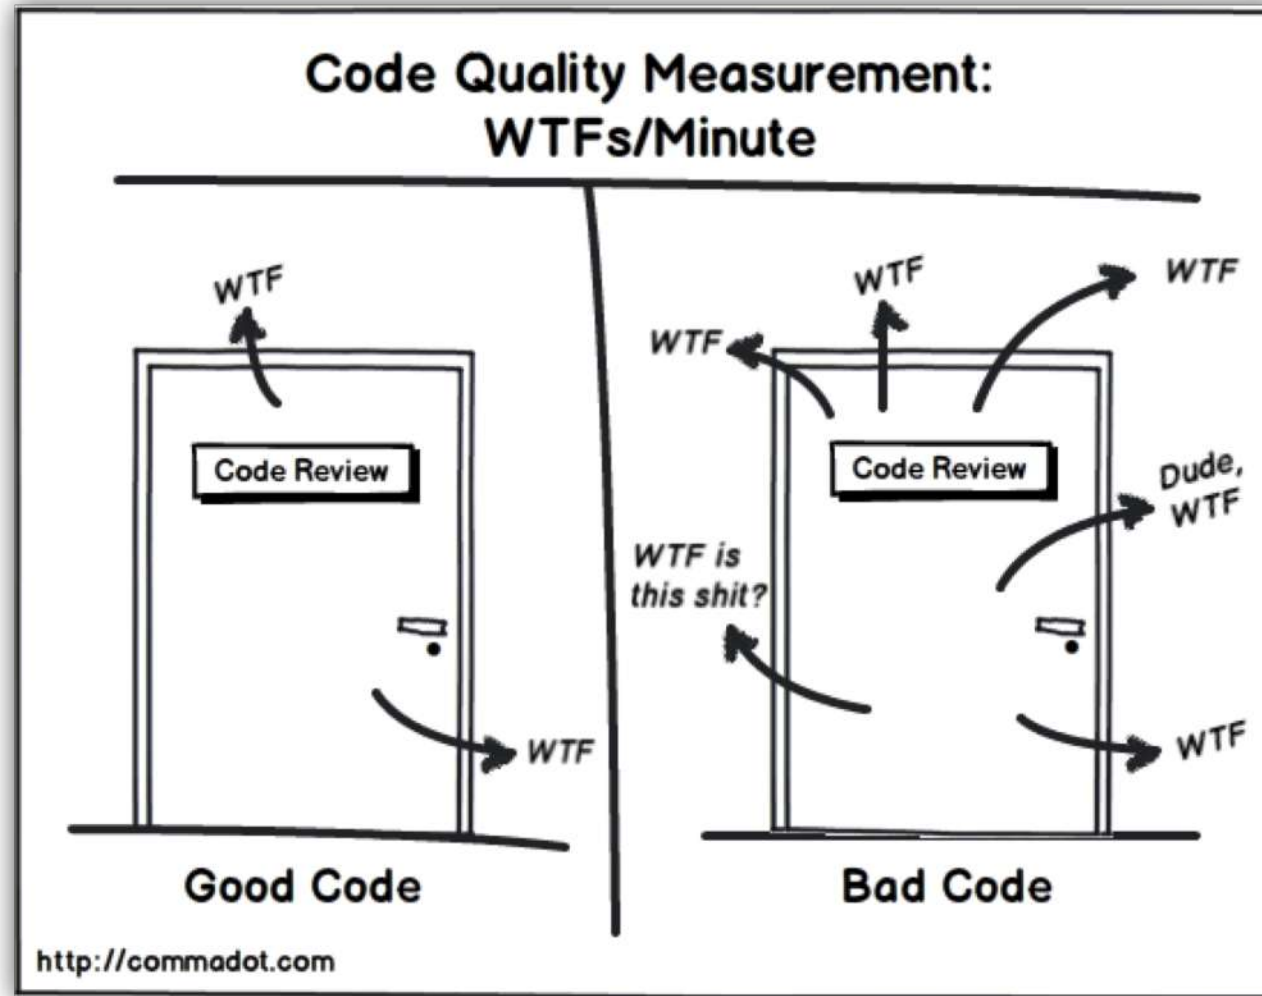 Code Quality Measurement:
WTFs/Minute
WTF
Code Review
WTF
Good Code
WTF
WTF
WTF
Code Review
Dude,
WTF
WTF is
this shit?
WTF
Bad Code
http://commadot.com